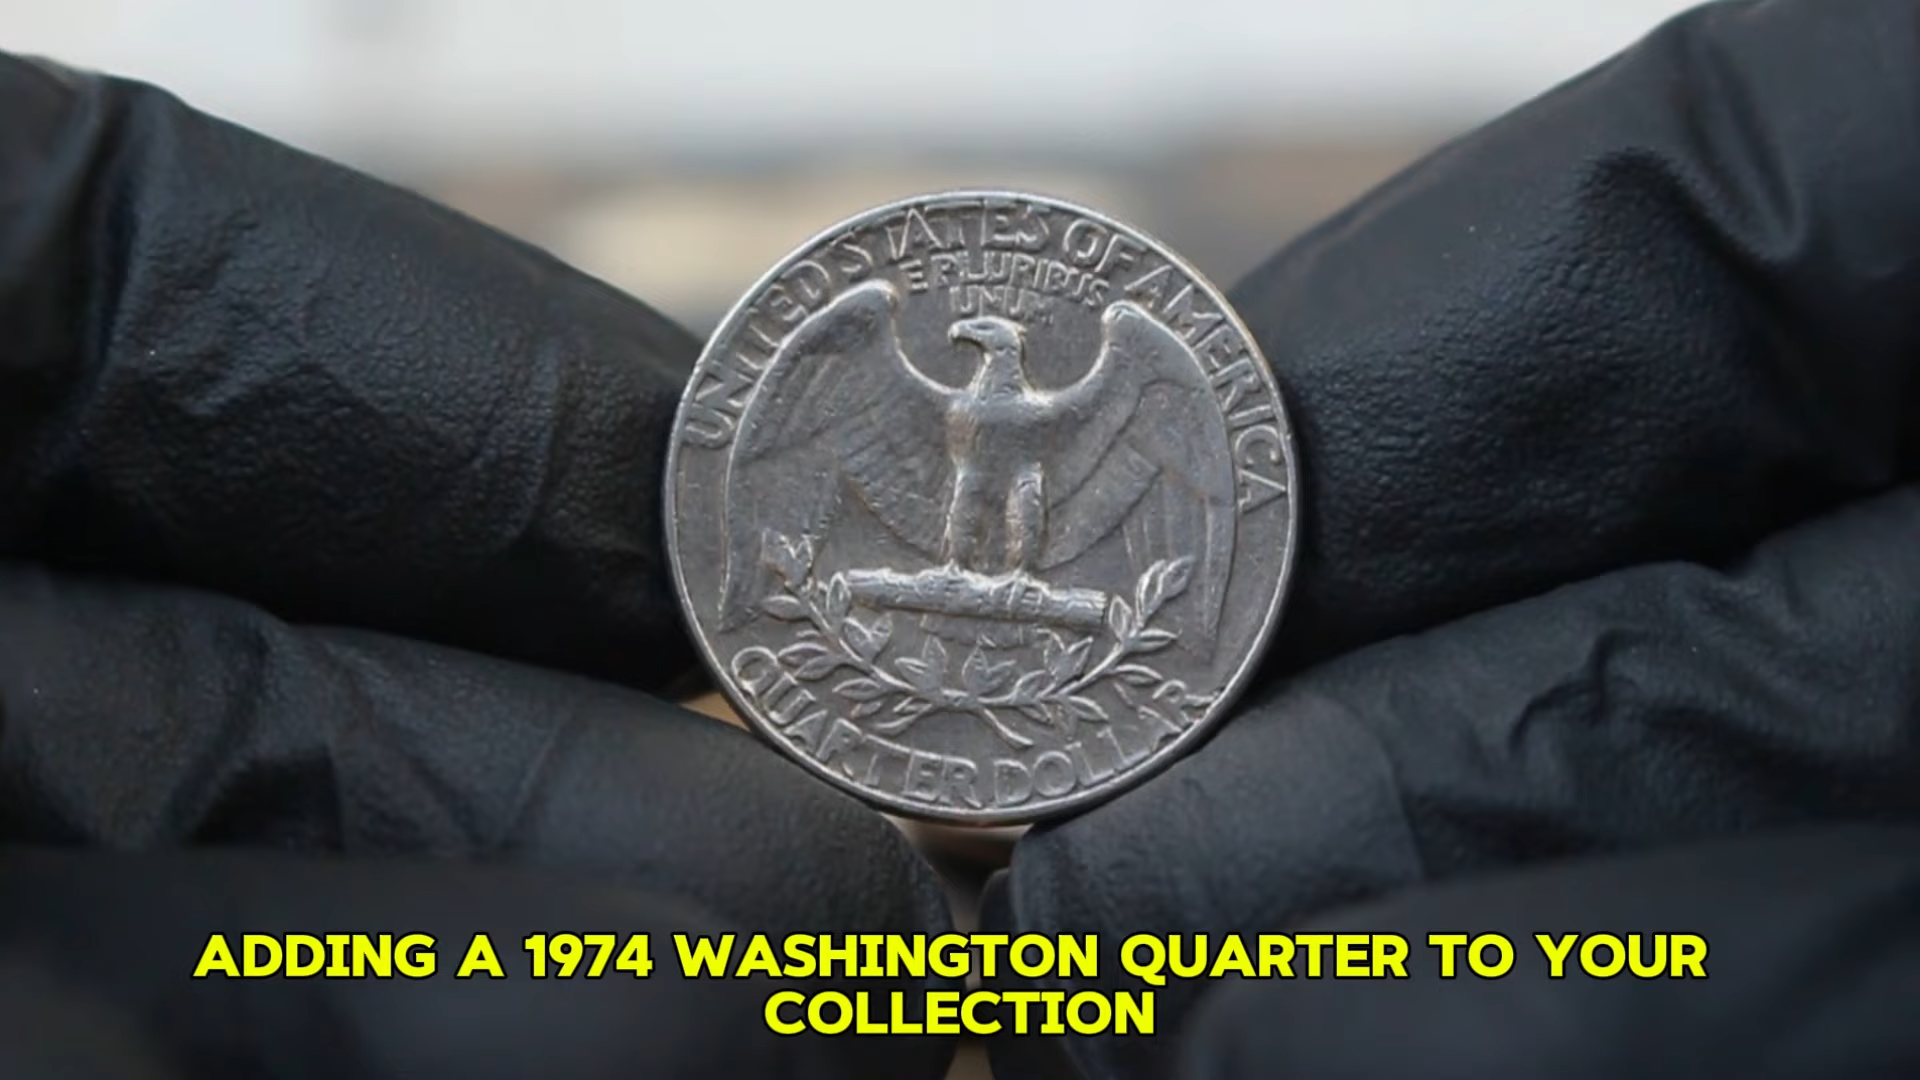 UNITED STATES OF AMERICA
E PLURIBUS
UNUM
QUARTER DOLLAR
ADDING A 1974 WASHINGTON QUARTER TO YOUR
COLLECTION